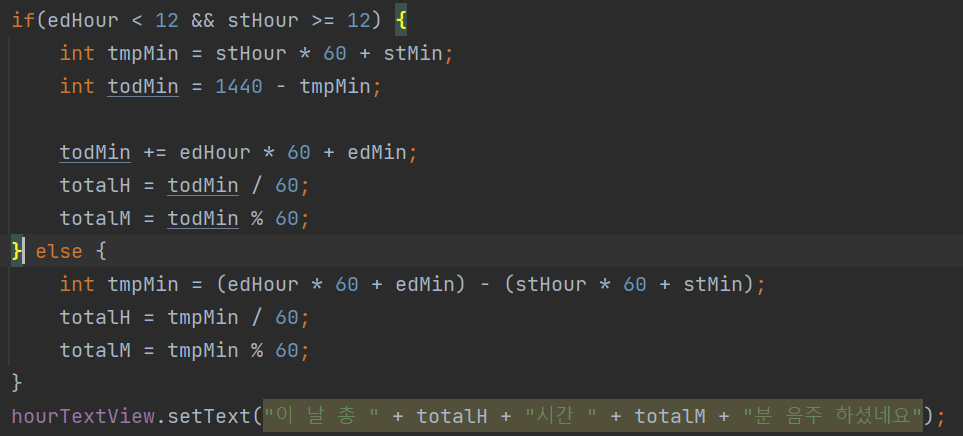 if(edHour < 12 && stHour >= 12) {
    int tmpMin = stHour * 60 + stMin;
    int todMin = 1440 - tmpMin;

    todMin += edHour * 60 + edMin;
    totalH = todMin / 60;
    totalM = todMin % 60;
} else {
    int tmpMin = (edHour * 60 + edMin) - (stHour * 60 + stMin);
    totalH = tmpMin / 60;
    totalM = tmpMin % 60;
}
hourTextView.setText("이 날 총 " + totalH + "시간 " + totalM + "분 음주 하셨네요");